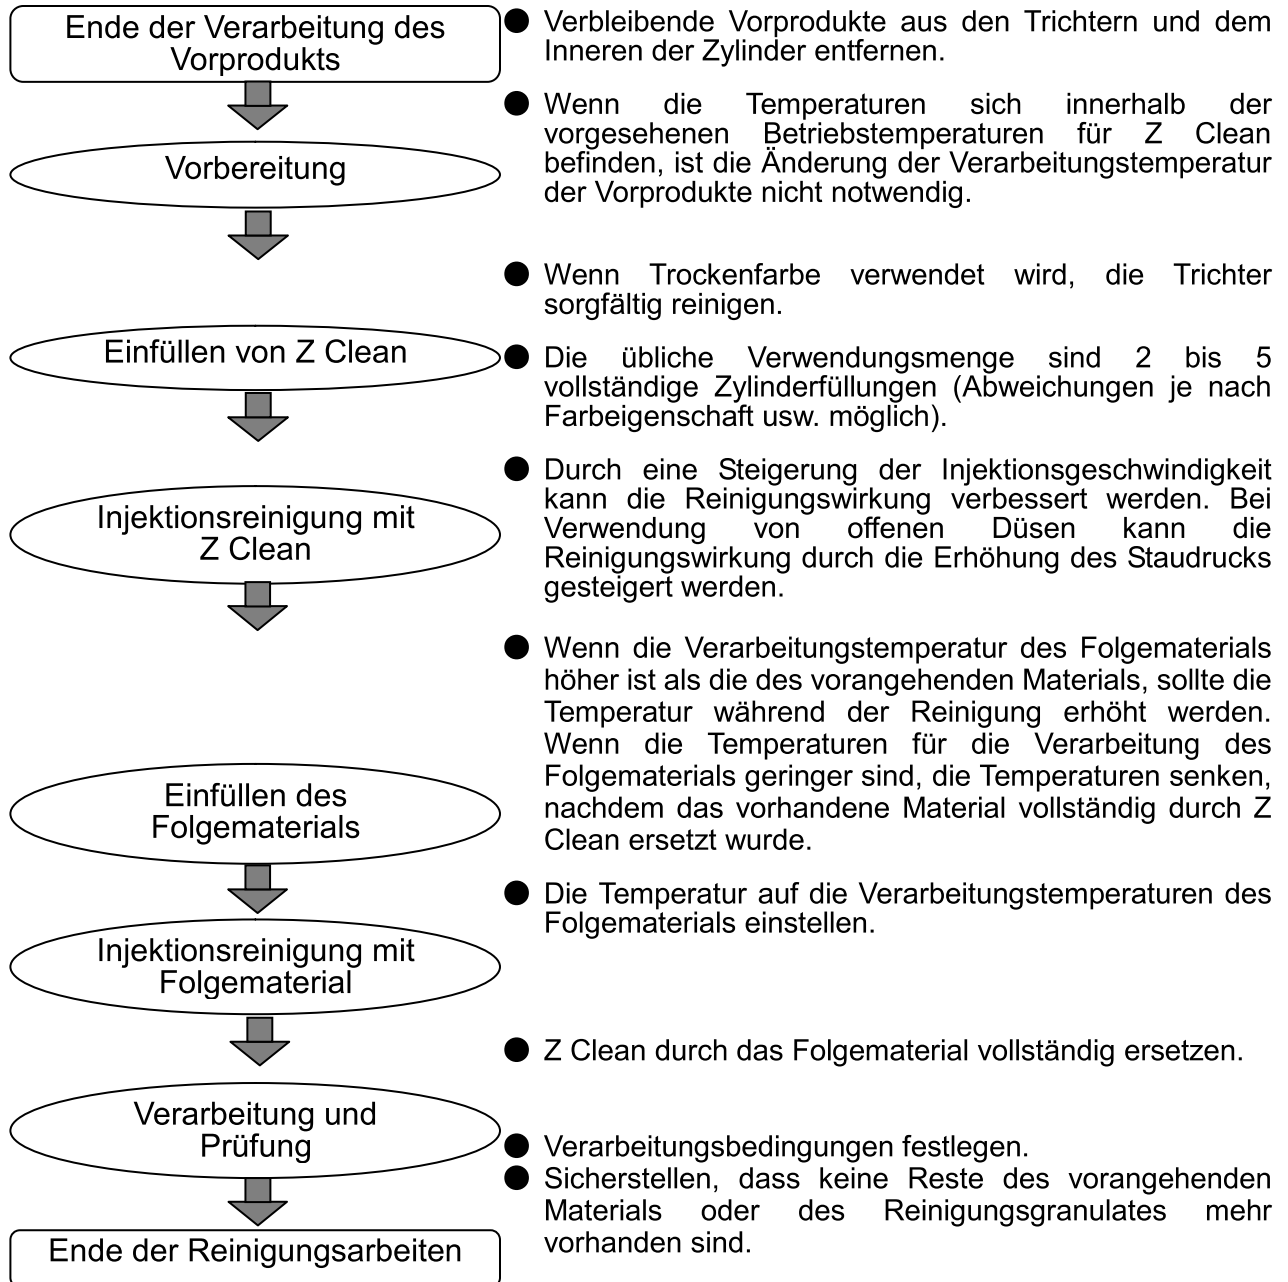 Ende der Verarbeitung des
Vorprodukts
● Verbleibende Vorprodukte aus den Trichtern und dem
Inneren der Zylinder entfernen.
● Wenn die Temperaturen sich innerhalb der
vorgesehenen Betriebstemperaturen für Z Clean
befinden, ist die Änderung der Verarbeitungstemperatur
der Vorprodukte nicht notwendig.
Vorbereitung
● Wenn Trockenfarbe verwendet wird, die Trichter
sorgfältig reinigen.
Einfüllen von Z Clean
● Die übliche Verwendungsmenge sind 2 bis 5
vollständige Zylinderfüllungen (Abweichungen je nach
Farbeigenschaft usw. möglich).
● Durch eine Steigerung der Injektionsgeschwindigkeit
kann die Reinigungswirkung verbessert werden. Bei
Verwendung von offenen Düsen kann die
Reinigungswirkung durch die Erhöhung des Staudrucks
gesteigert werden.
Injektionsreinigung mit
Z Clean
● Wenn die Verarbeitungstemperatur des Folgematerials
höher ist als die des vorangehenden Materials, sollte die
Temperatur während der Reinigung erhöht werden.
Wenn die Temperaturen für die Verarbeitung des
Folgematerials geringer sind, die Temperaturen senken,
nachdem das vorhandene Material vollständig durch Z
Clean ersetzt wurde.
Einfüllen des
Folgematerials
● Die Temperatur auf die Verarbeitungstemperaturen des
Folgematerials einstellen.
Injektionsreinigung mit
Folgematerial
● Z Clean durch das Folgematerial vollständig ersetzen.
Verarbeitung und
Prüfung
● Verarbeitungsbedingungen festlegen.
● Sicherstellen, dass keine Reste des vorangehenden
Materials oder des Reinigungsgranulates mehr
vorhanden sind.
Ende der Reinigungsarbeiten